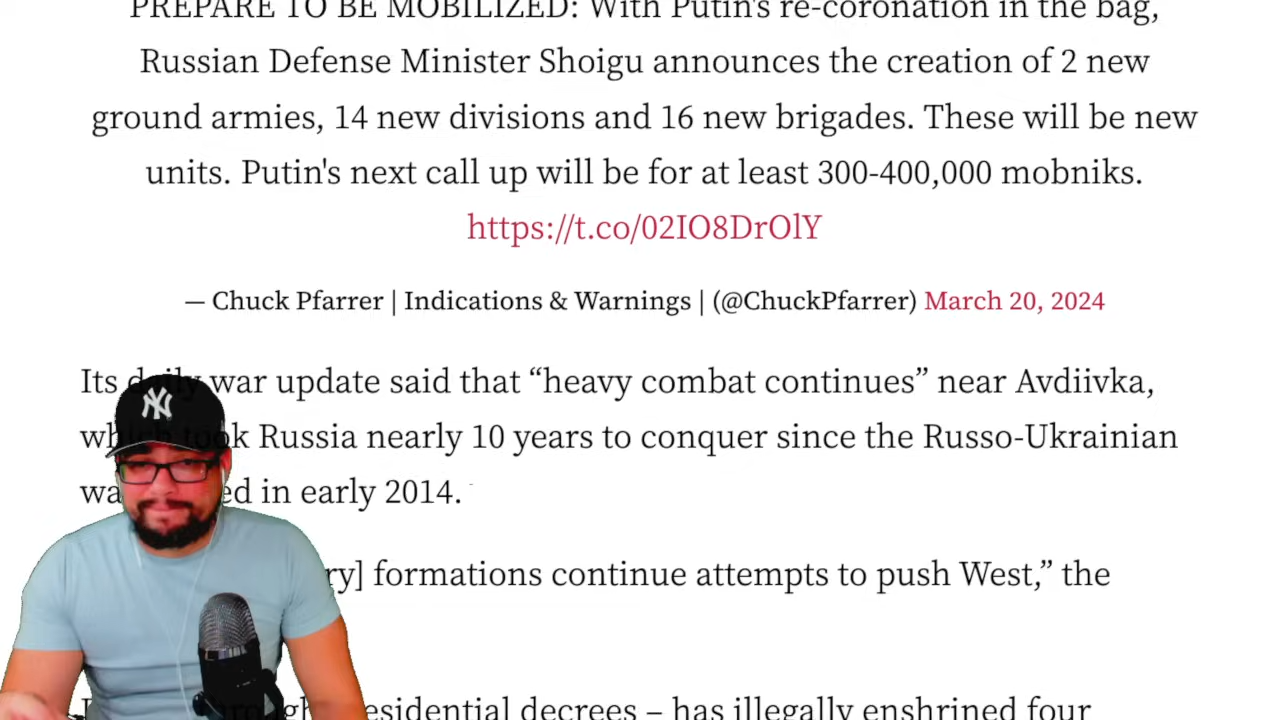 PREPARE TO BE MOBILIZED: With Putin's re-coronation in the bag,
Russian Defense Minister Shoigu announces the creation of 2 new
ground armies, 14 new divisions and 16 new brigades. These will be new
units. Putin's next call up will be for at least 300-400,000 mobniks.
https://t.co/02IO8DrOlY
— Chuck Pfarrer | Indications & Warnings | (@ChuckPfarrer) March 20, 2024
Its daily war update said that “heavy combat continues” near Avdiivka,
which took Russia nearly 10 years to conquer since the Russo-Ukrainian
in early 2014.
formations continue attempts to push West,” the
decrees – has illegally enshrined four
NY